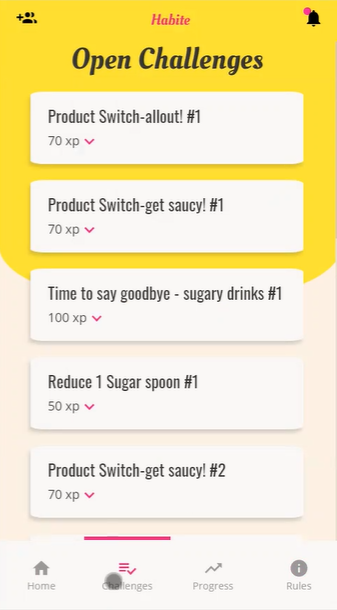 Habite
Open Challenges
Product Switch-allout! #1
70 xp
Product Switch-get saucy! #1
70 xp
Time to say goodbye - sugary drinks #1
100 xp
Reduce 1 Sugar spoon #1
50 xp
Product Switch-get saucy! #2
70 xp
Home Challenges Progress Rules